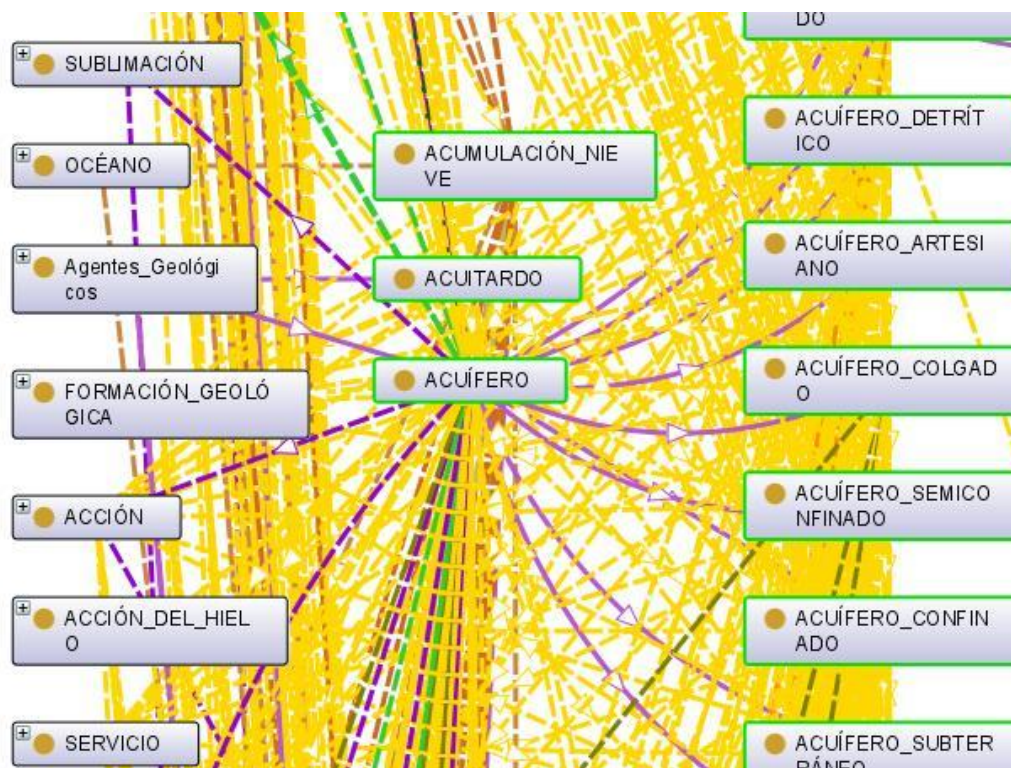 SUBLIMACIÓN
OCÉANO
Agentes_Geológi
cos
FORMACIÓN_GEOLÓ
GICA
ACCIÓN
ACCIÓN_DEL_HIEL
O
SERVICIO
ACUMULACIÓN_NIE
VE
ACUITARDO
ACUÍFERO
DO
ACUÍFERO_DETRÍT
ICO
ACUÍFERO_ARTESI
ANO
ACUÍFERO_COLGAD
O
ACUÍFERO_SEMICO
NFINADO
ACUÍFERO_CONFIN
ADO
ACUÍFERO_SUBTER
RÁNEO